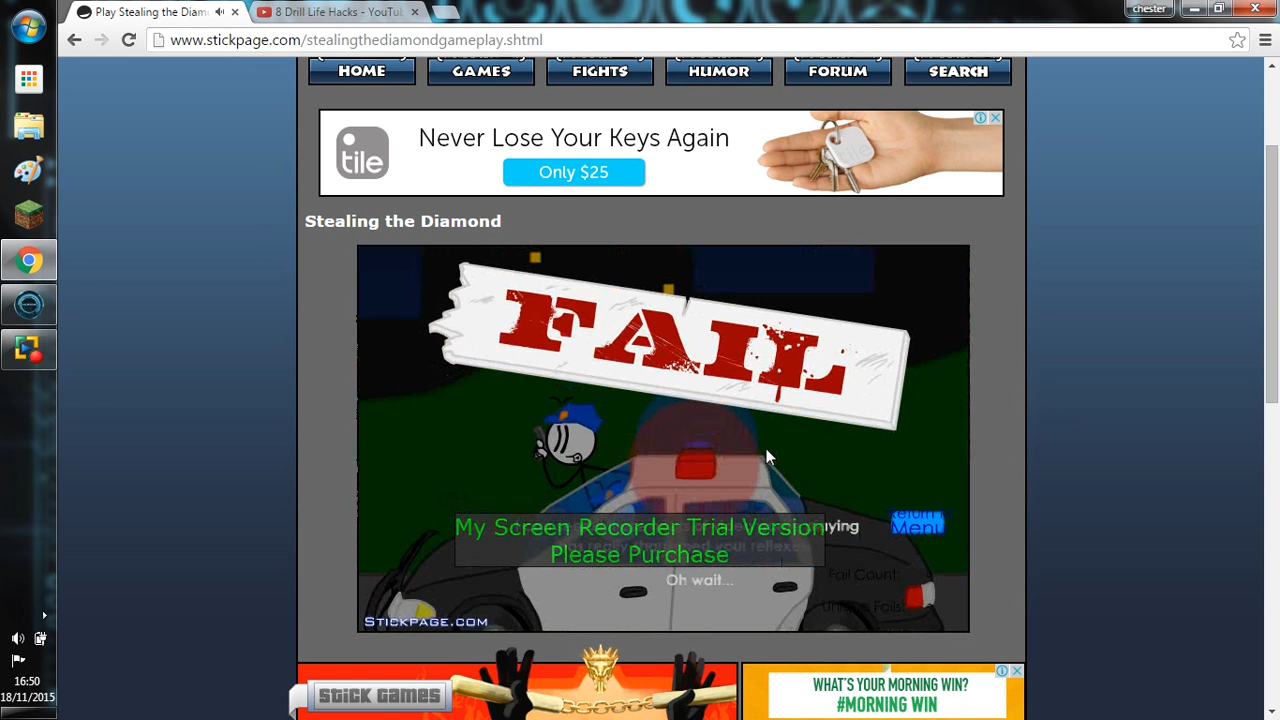 Play Stealing the Diam
8 Drill Life Hacks - YouTu
chester
www.stickpage.com/stealingthediamondgameplay.shtml
HOME
GAMES
FIGHTS
HUMOR
FORUM
SEARCH
tile
Never Lose Your Keys Again
Only $25
Stealing the Diamond
FAIL
My Screen Recorder Trial Version
Please Purchase
Menu
Oh wait...
Fail Count:
STICKPAGE.COM
STICK GAMES
WHAT'S YOUR MORNING WIN?
#MORNING WIN
16:50
18/11/2015